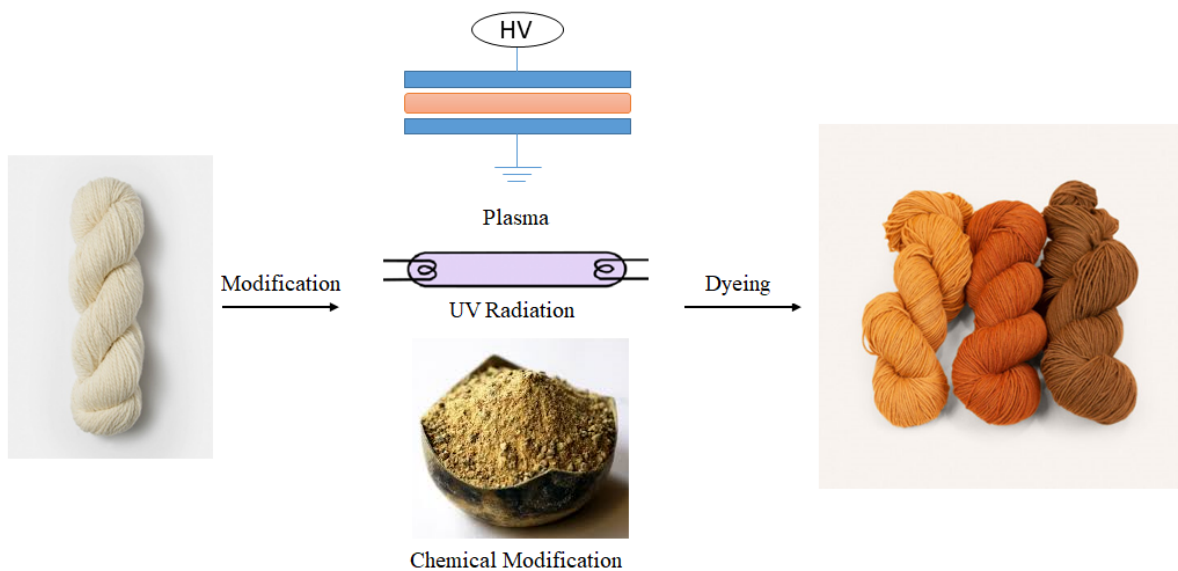 HV
Plasma
Modification
UV Radiation
Dyeing
Chemical Modification